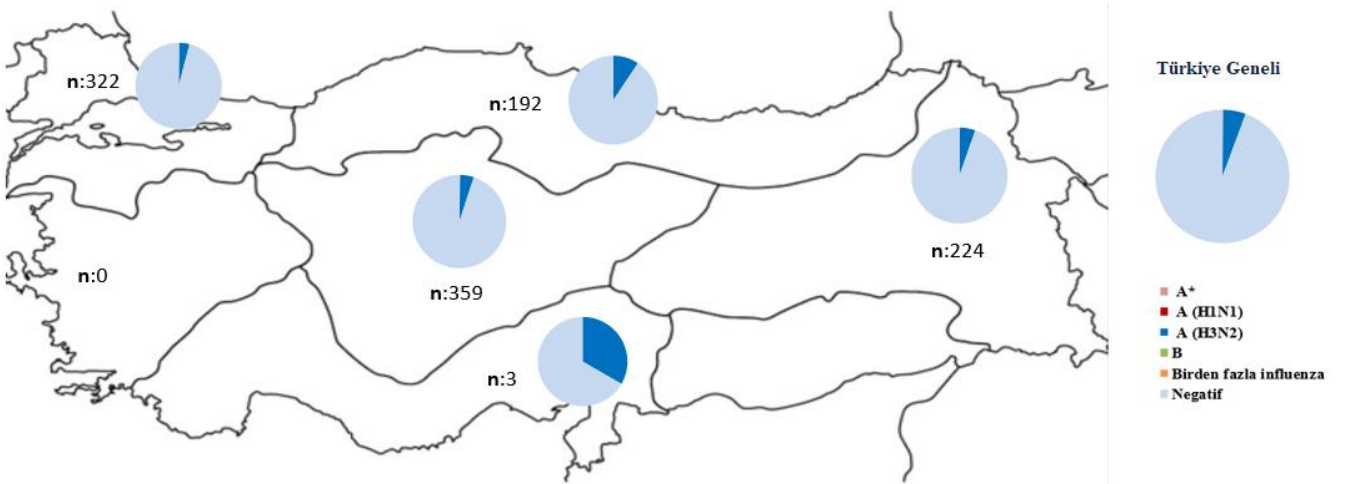 n:322
n:192
n:0
n:359
n:224
n:3
Türkiye Geneli
A*
A (H1N1)
A (H3N2)
B
Birden fazla influenza
Negatif